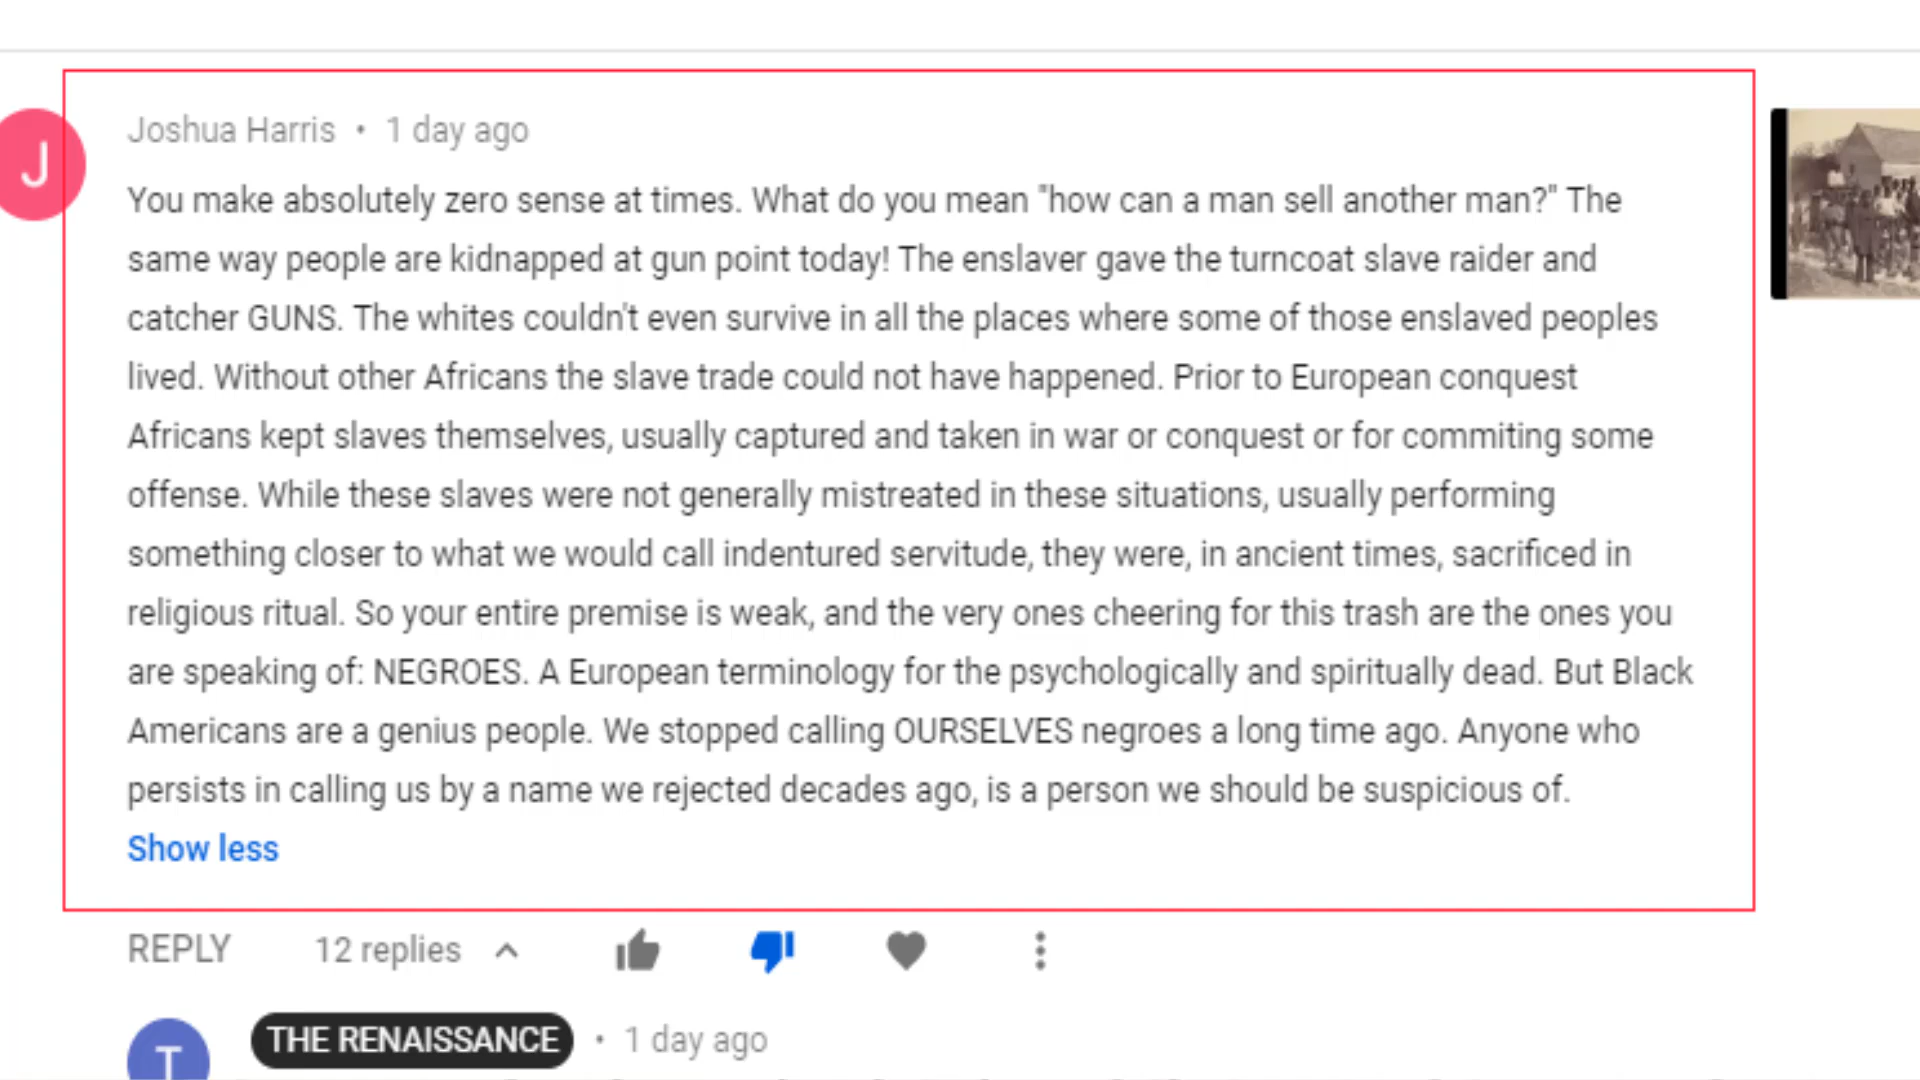 J
Joshua Harris • 1 day ago
You make absolutely zero sense at times. What do you mean "how can a man sell another man?" The
same way people are kidnapped at gun point today! The enslaver gave the turncoat slave raider and
catcher GUNS. The whites couldn't even survive in all the places where some of those enslaved peoples
lived. Without other Africans the slave trade could not have happened. Prior to European conquest
Africans kept slaves themselves, usually captured and taken in war or conquest or for commiting some
offense. While these slaves were not generally mistreated in these situations, usually performing
something closer to what we would call indentured servitude, they were, in ancient times, sacrificed in
religious ritual. So your entire premise is weak, and the very ones cheering for this trash are the ones you
are speaking of: NEGROES. A European terminology for the psychologically and spiritually dead. But Black
Americans are a genius people. We stopped calling OURSELVES negroes a long time ago. Anyone who
persists in calling us by a name we rejected decades ago, is a person we should be suspicious of.
Show less
REPLY 12 replies
T
THE RENAISSANCE • 1 day ago